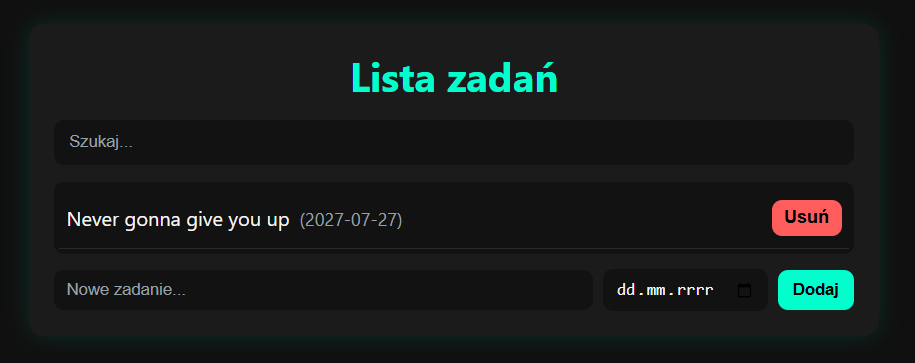 Lista zadań
Szukaj...
Never gonna give you up (2027-07-27) Usuń
Nowe zadanie... dd.mm.rrrr Dodaj